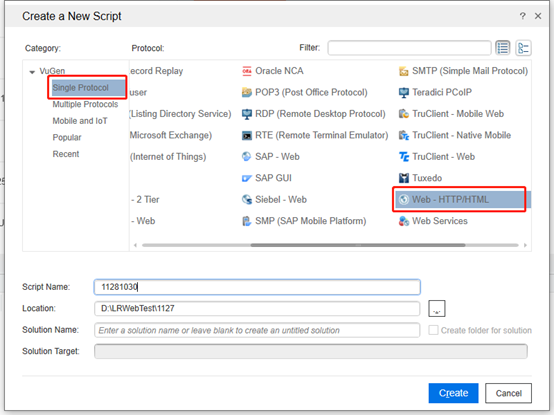 Create a New Script
? ×
Category: Protocol: Filter:
VuGen
Single Protocol
Multiple Protocols
Mobile and IoT
Popular
Recent
ecord Replay
user
(Listing Directory Service)
Microsoft Exchange)
(Internet of Things)
- 2 Tier
- Web
Oracle NCA
POP3 (Post Office Protocol)
RDP (Remote Desktop Protocol)
RTE (Remote Terminal Emulator)
SAP - Web
SAP GUI
Siebel - Web
SMP (SAP Mobile Platform)
SMTP (Simple Mail Protocol)
Teradici PCoIP
TruClient - Mobile Web
TruClient - Native Mobile
TruClient - Web
Tuxedo
Web - HTTP/HTML
Web Services
Script Name: 11281030
Location: D:\LRWebTest\1127 ...
Solution Name: Enter a solution name or leave blank to create an untitled solution Create folder for solution
Solution Target:
Create Cancel